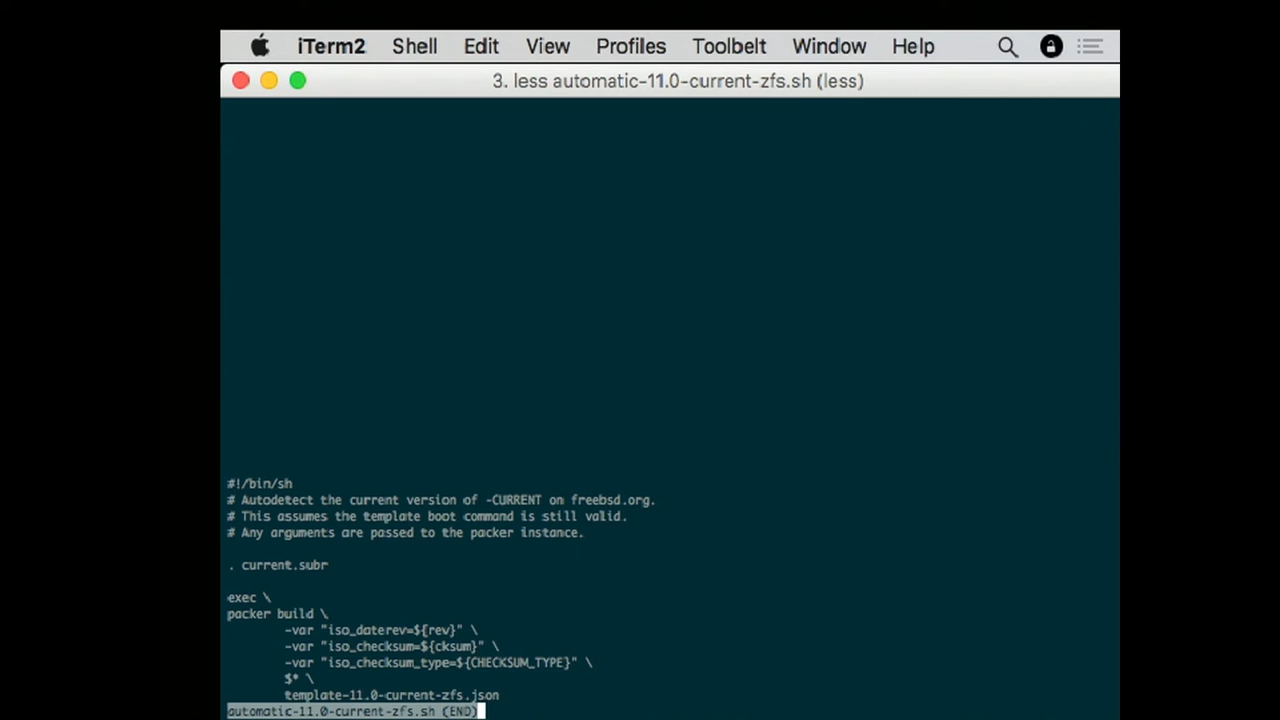 iTerm2 Shell Edit View Profiles Toolbelt Window Help
3. less automatic-11.0-current-zfs.sh (less)
#!/bin/sh
# Autodetect the current version of -CURRENT on freebsd.org.
# This assumes the template boot command is still valid.
# Any arguments are passed to the packer instance.
. current.subr
exec \
packer build \
-var "iso_daterev=${rev}" \
-var "iso_checksum=${cksum}" \
-var "iso_checksum_type=${CHECKSUM_TYPE}" \
$* \
template-11.0-current-zfs.json
automatic-11.0-current-zfs.sh (END)